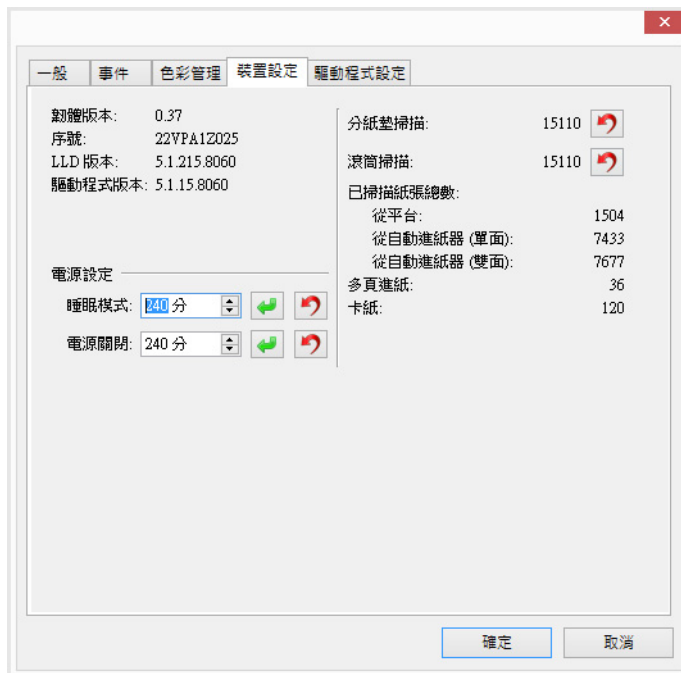 一般 事件 色彩管理 裝置設定 驅動程式設定
韌體版本: 0.37
序號: 22VPA1Z025
LLD 版本: 5.1.215.8060
驅動程式版本: 5.1.15.8060
電源設定
睡眠模式: 240 分
電源關閉: 240 分
分紙墊掃描: 15110
滾筒掃描: 15110
已掃描紙張總數:
從平台: 1504
從自動進紙器 (單面): 7433
從自動進紙器 (雙面): 7677
多頁進紙: 36
卡紙: 120
確定 取消